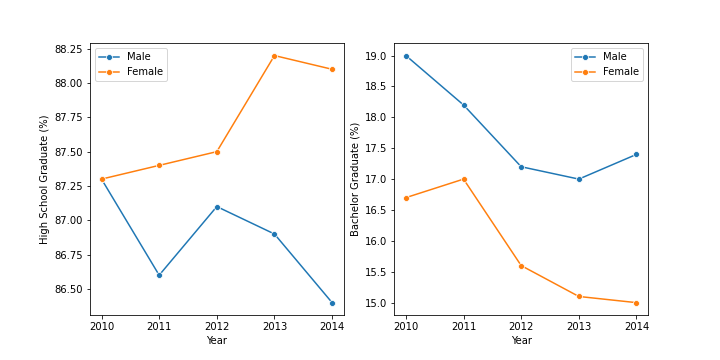 Male
Female
High School Graduate (%)
88.25
88.00
87.75
87.50
87.25
87.00
86.75
86.50
2010 2011 2012 2013 2014
Year
Male
Female
Bachelor Graduate (%)
19.0
18.5
18.0
17.5
17.0
16.5
16.0
15.5
15.0
2010 2011 2012 2013 2014
Year